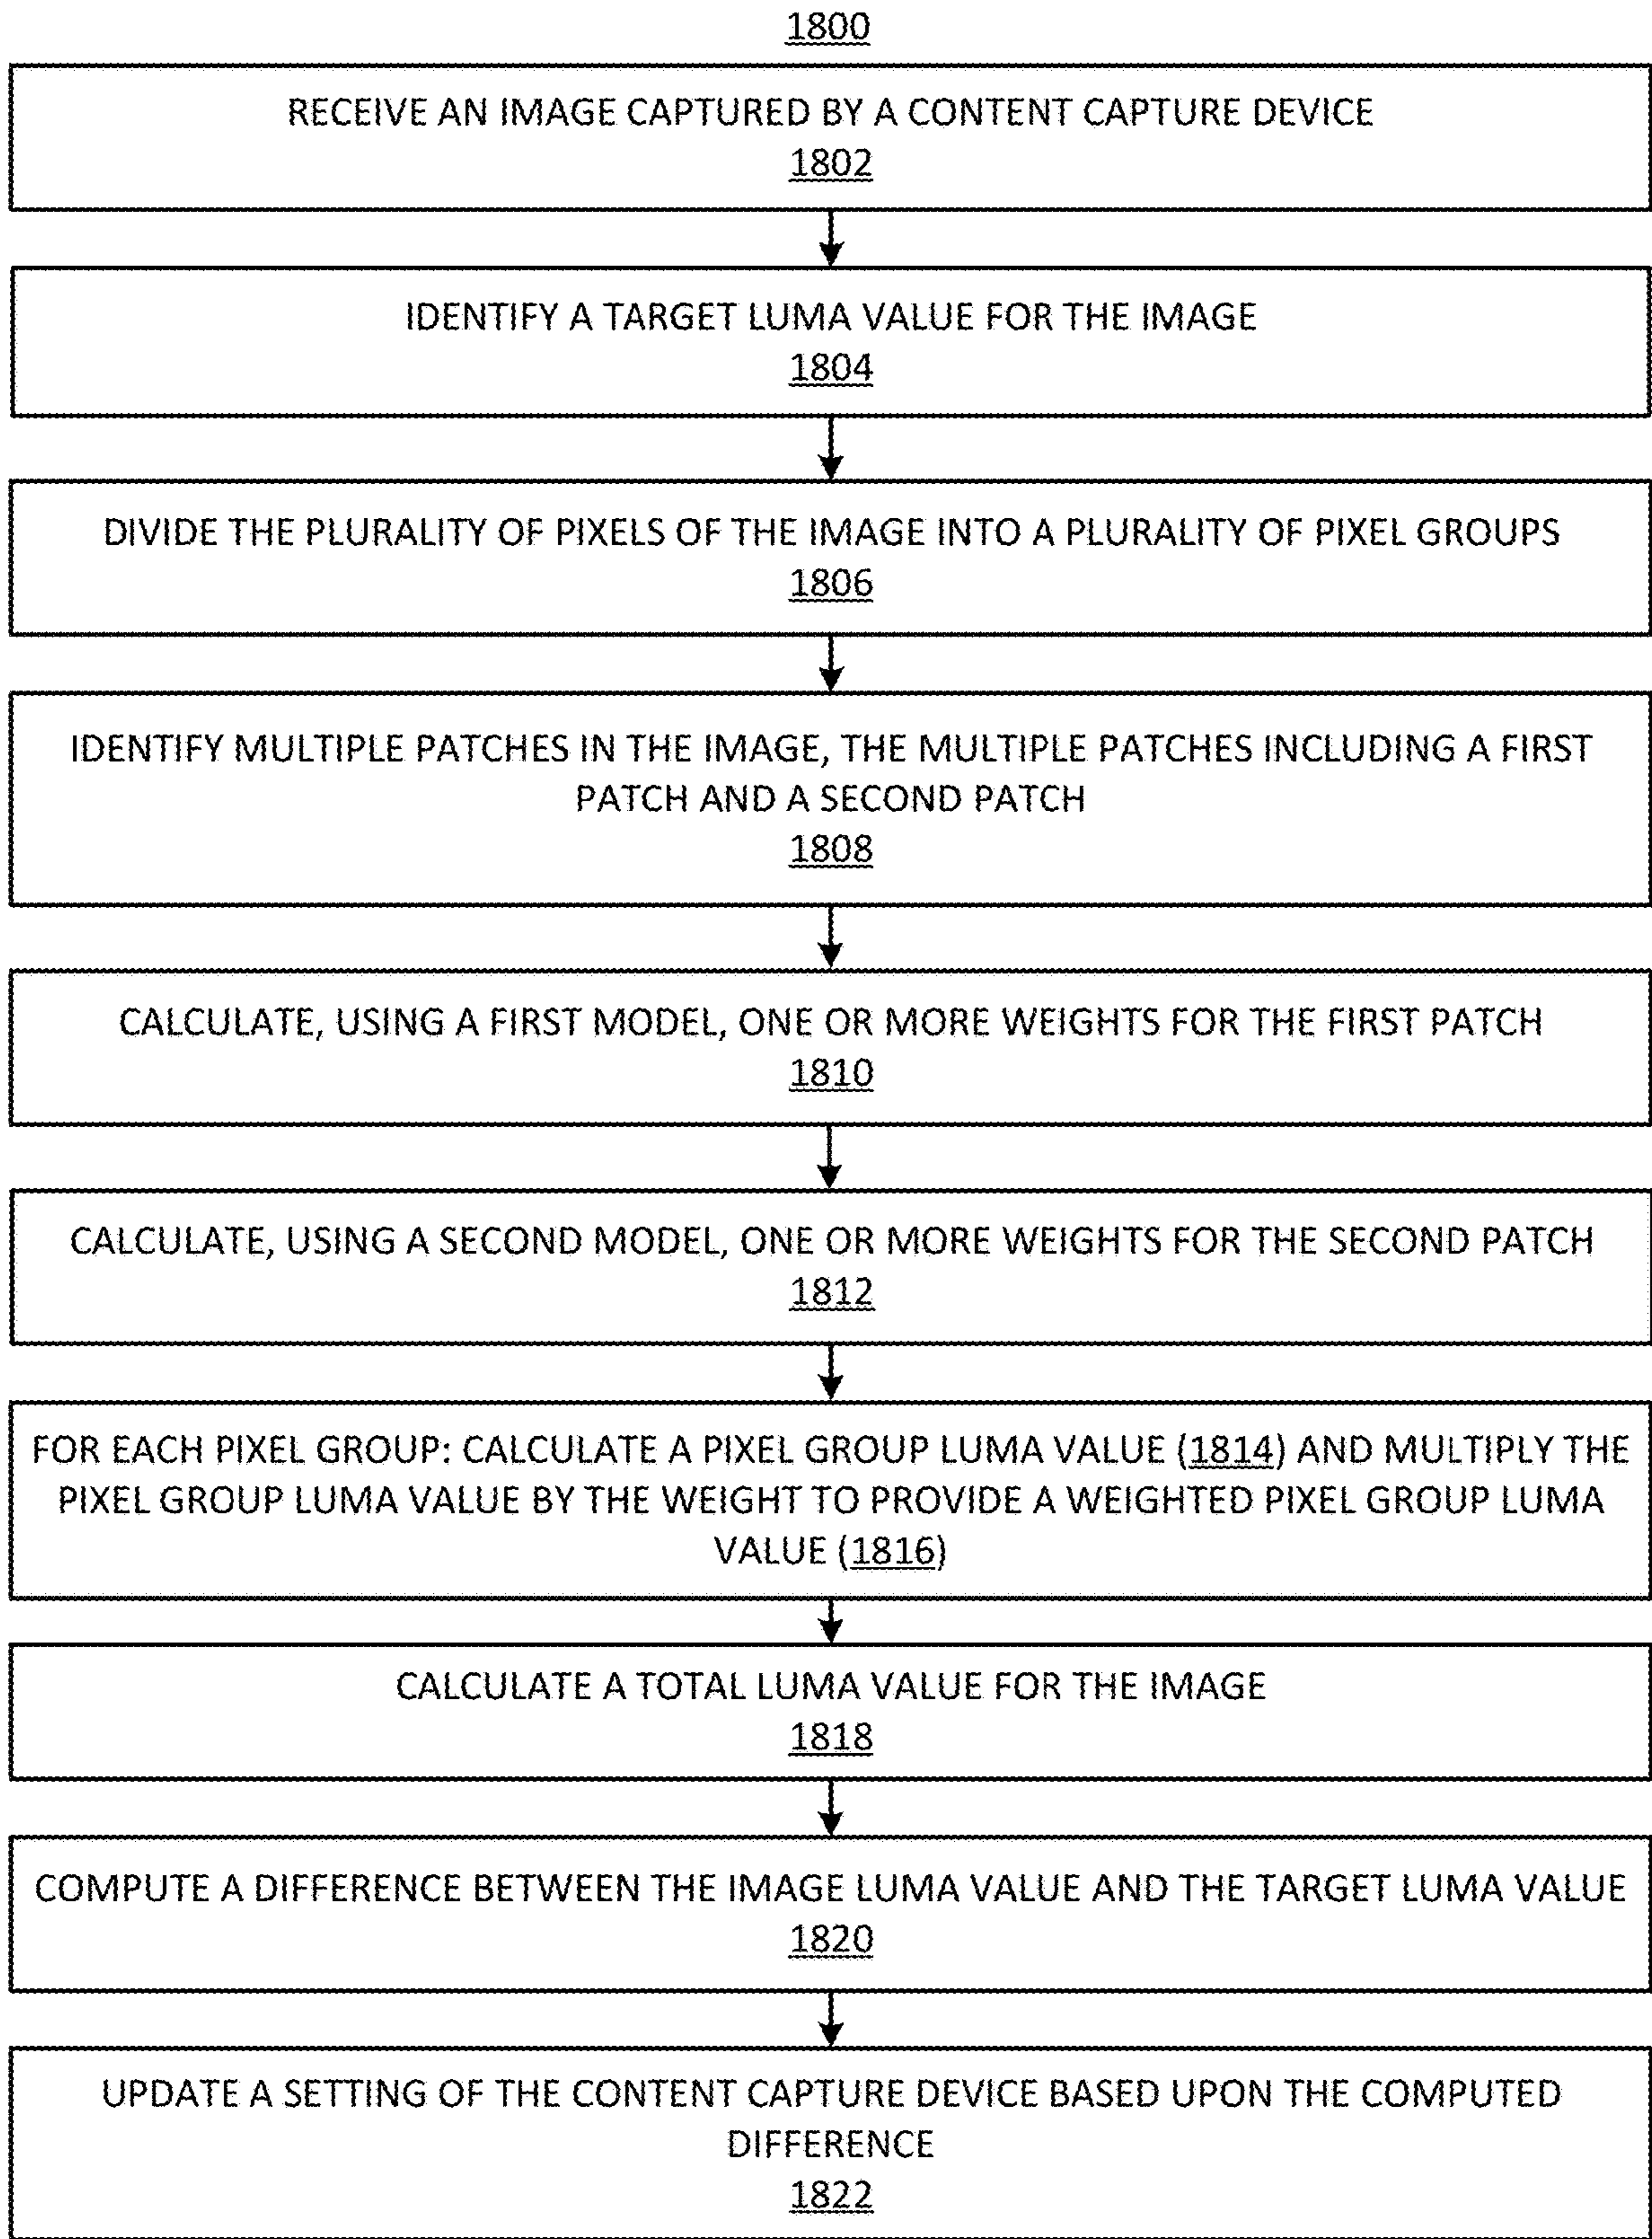 1800
RECEIVE AN IMAGE CAPTURED BY A CONTENT CAPTURE DEVICE
1802
IDENTIFY A TARGET LUMA VALUE FOR THE IMAGE
1804
DIVIDE THE PLURALITY OF PIXELS OF THE IMAGE INTO A PLURALITY OF PIXEL GROUPS
1806
IDENTIFY MULTIPLE PATCHES IN THE IMAGE, THE MULTIPLE PATCHES INCLUDING A FIRST
PATCH AND A SECOND PATCH
1808
CALCULATE, USING A FIRST MODEL, ONE OR MORE WEIGHTS FOR THE FIRST PATCH
1810
CALCULATE, USING A SECOND MODEL, ONE OR MORE WEIGHTS FOR THE SECOND PATCH
1812
FOR EACH PIXEL GROUP: CALCULATE A PIXEL GROUP LUMA VALUE (1814) AND MULTIPLY THE
PIXEL GROUP LUMA VALUE BY THE WEIGHT TO PROVIDE A WEIGHTED PIXEL GROUP LUMA
VALUE (1816)
CALCULATE A TOTAL LUMA VALUE FOR THE IMAGE
1818
COMPUTE A DIFFERENCE BETWEEN THE IMAGE LUMA VALUE AND THE TARGET LUMA VALUE
1820
UPDATE A SETTING OF THE CONTENT CAPTURE DEVICE BASED UPON THE COMPUTED
DIFFERENCE
1822